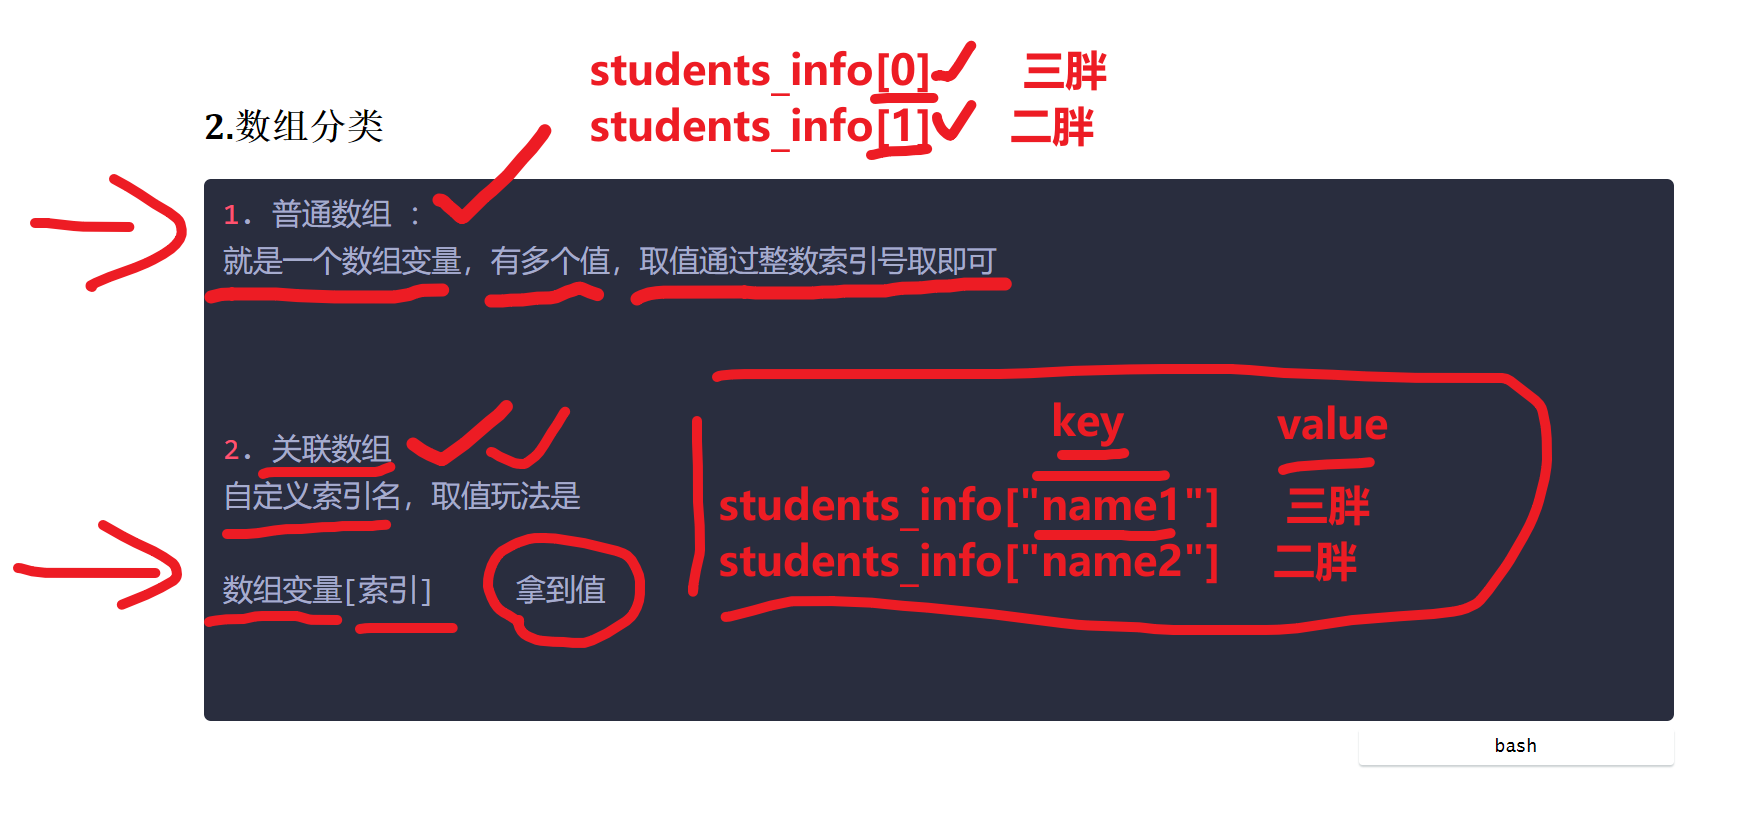 students_info[0] 三胖
2.数组分类
students_info[1] 二胖
1. 普通数组 ：
就是一个数组变量，有多个值，取值通过整数索引号取即可
key value
2. 关联数组
自定义索引名，取值玩法是
students_info["name1"] 三胖
students_info["name2"] 二胖
数组变量[索引] 拿到值
bash